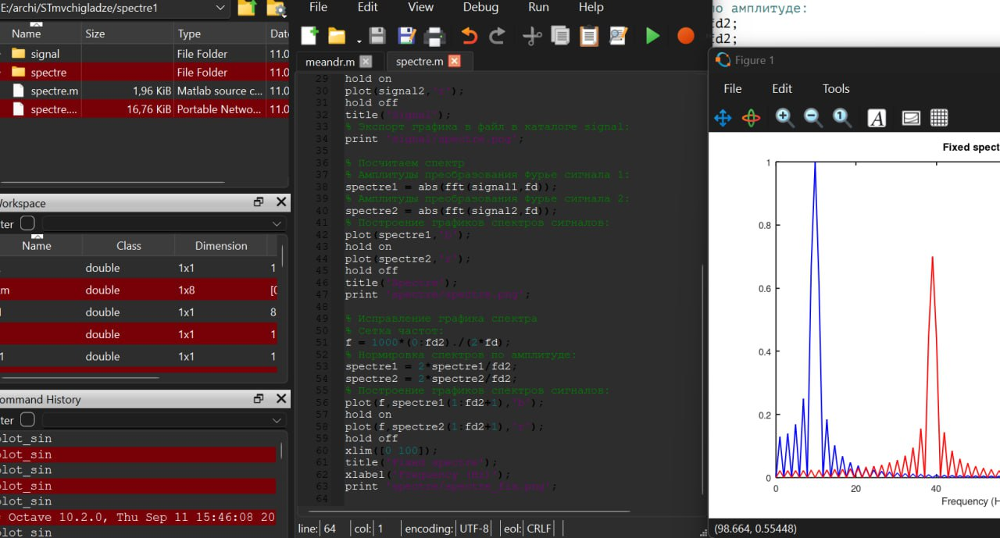 E:/archi/STmvchigladze/spectre1
Name Size Type Dat
signal File Folder 11.0
spectre File Folder 11.0
spectre.m 1,96 KiB Matlab source c... 11.0
spectre.... 16,76 KiB Portable Netwo... 11.0
Workspace
ter
Name Class Dimension
double 1x1 1
m double 1x8 [0
double 1x1 8
double 1x1 1
1 double 1x1 1
ommand History
ter
lot_sin
lot_sin
lot_sin
lot_sin
lot_sin
Octave 10.2.0, Thu Sep 11 15:46:08 20
lot sin
File Edit View Debug Run Help
meandr.m spectre.m
29 hold on
30 plot(signal2,'r');
31 hold off
32 title('Signal');
33 % Экспорт графика в файл в каталоге signal:
34 print 'signal/spectre.png';
35
36 % Посчитаем спектр
37 % Амплитуды преобразования Фурье сигнала 1:
38 spectre1 = abs(fft(signal1,fd));
39 % Амплитуды преобразования Фурье сигнала 2:
40 spectre2 = abs(fft(signal2,fd));
41 % Построение графиков спектров сигналов:
42 plot(spectre1,'b');
43 hold on
44 plot(spectre2,'r');
45 hold off
46 title('Spectre');
47 print 'spectre/spectre.png';
48
49 % Исправление графика спектра
50 % Сетка частот:
51 f = 1000*(0:fd2)./(2*fd);
52 % Нормировка спектров по амплитуде:
53 spectre1 = 2*spectre1/fd2;
54 spectre2 = 2*spectre2/fd2;
55 % Построение графиков спектров сигналов:
56 plot(f,spectre1(1:fd2+1),'b');
57 hold on
58 plot(f,spectre2(1:fd2+1),'r');
59 hold off
60 xlim([0 100]);
61 title('Fixed spectre');
62 xlabel('Frequency (Hz)');
63 print 'spectre/spectre_fix.png';
64
line: 64 col: 1 encoding: UTF-8 eol: CRLF
по амплитуде:
fd2;
fd2;
Figure 1
File Edit Tools
A
Fixed spect
1
0.8
0.6
0.4
0.2
0
0 20 40
Frequency (H
(98.664, 0.55448)